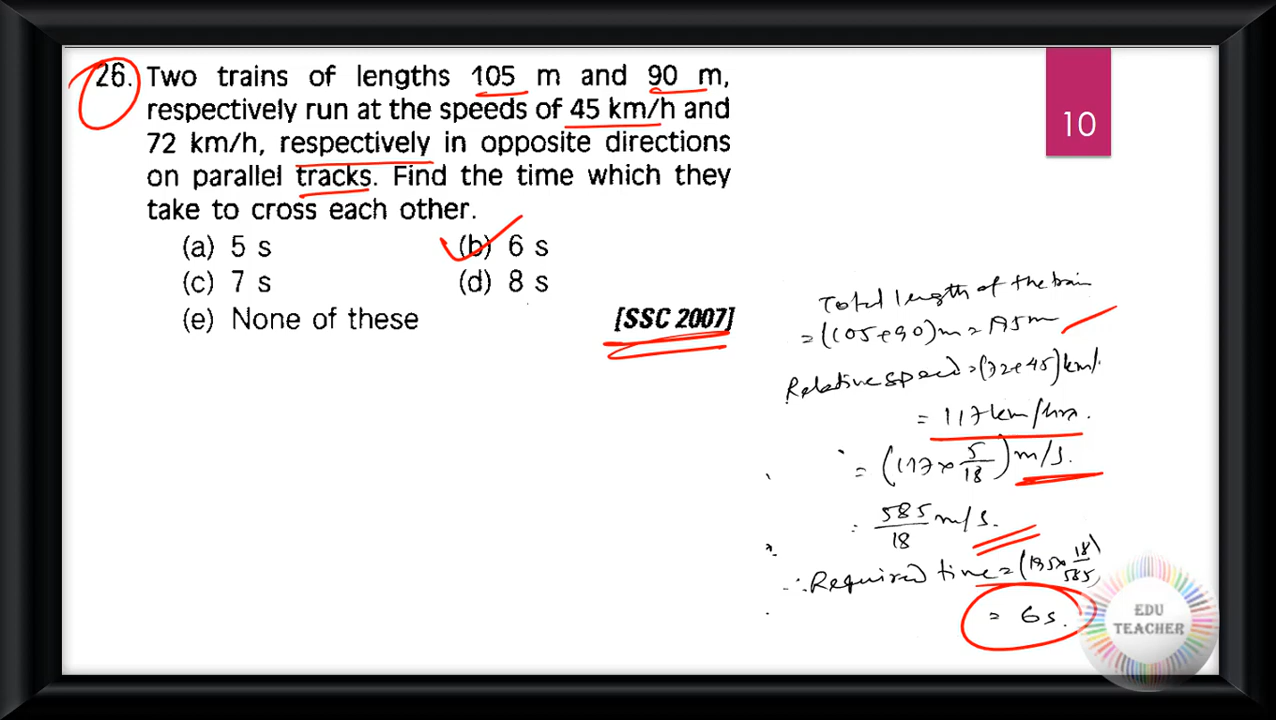 26. Two trains of lengths 105 m and 90 m,
respectively run at the speeds of 45 km/h and
72 km/h, respectively in opposite directions
on parallel tracks. Find the time which they
take to cross each other.
(a) 5 s (b) 6 s
(c) 7 s (d) 8 s
(e) None of these [SSC 2007]
10
Total length of the train
= (105+90)m = 195m
Relative speed = (72+45) km/.
= 117 km/hr.
= (117 × 5/18) m/s.
= 585/18 m/s.
∴ Required time = (195 × 18/585)
= 6s.
EDU
TEACHER